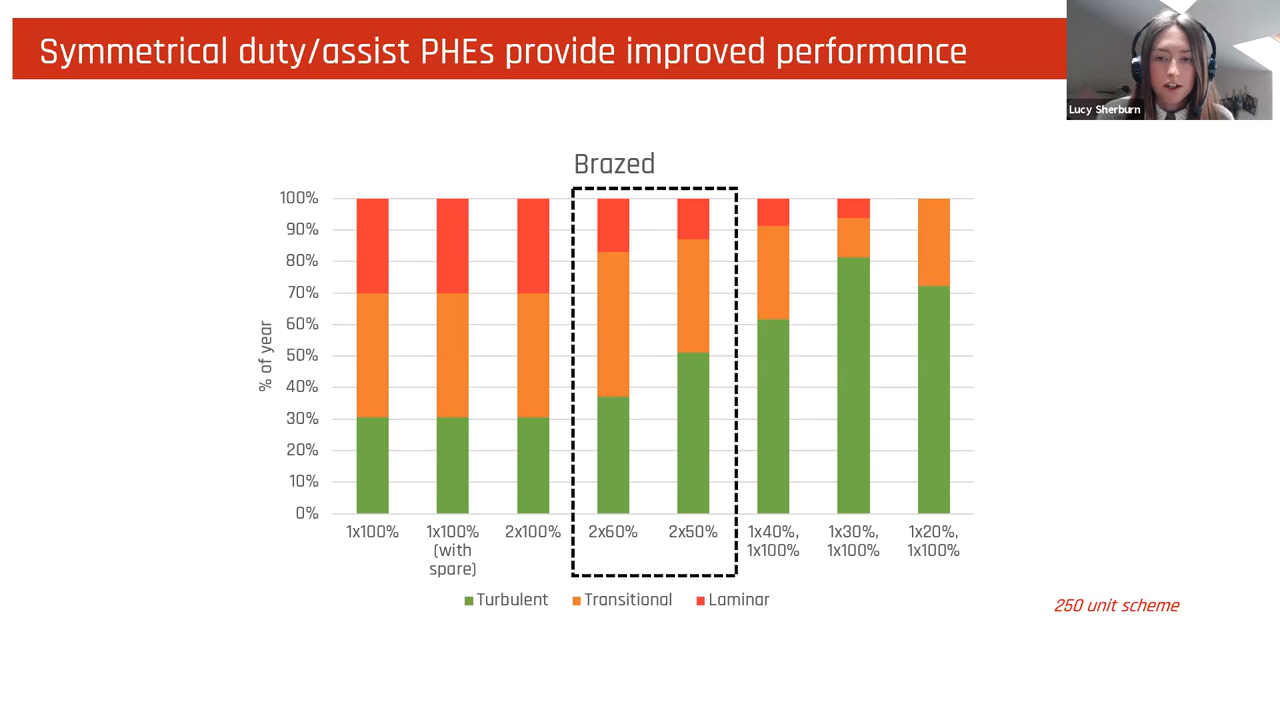 Symmetrical duty/assist PHEs provide improved performance
Lucy Sherburn
Brazed
100%
90%
80%
70%
60%
50%
40%
30%
20%
10%
0%
% of year
1x100%
1x100%
(with
spare)
2x100%
2x60%
2x50%
1x40%,
1x100%
1x30%,
1x100%
1x20%,
1x100%
Turbulent Transitional Laminar
250 unit scheme